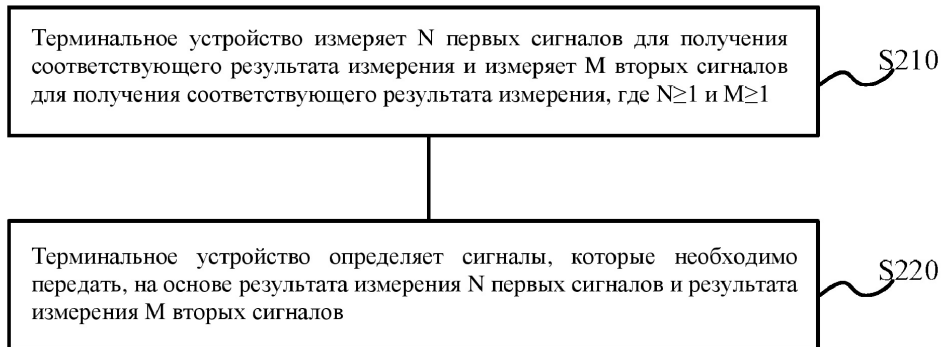 Терминальное устройство измеряет N первых сигналов для получения
соответствующего результата измерения и измеряет M вторых сигналов
для получения соответствующего результата измерения, где N≥1 и M≥1
S210
Терминальное устройство определяет сигналы, которые необходимо
передать, на основе результата измерения N первых сигналов и результата
измерения M вторых сигналов
S220